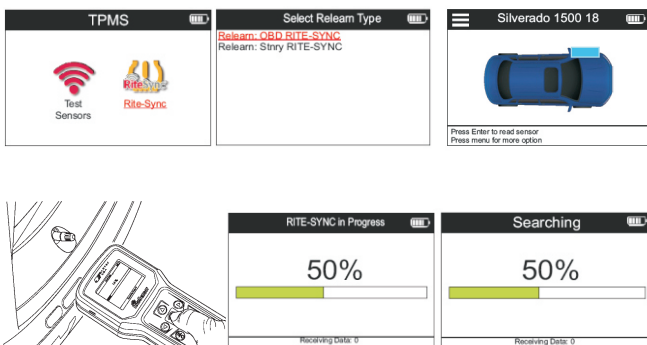 TPMS
Test
Sensors
RiteSync
Rite-Sync
Select Relearn Type
Relearn: OBD RITE-SYNC
Relearn: Stnry RITE-SYNC
Silverado 1500 18
Press Enter to read sensor
Press menu for more option
RITE-SYNC in Progress
50%
Receiving Data: 0
Searching
50%
Receiving Data: 0